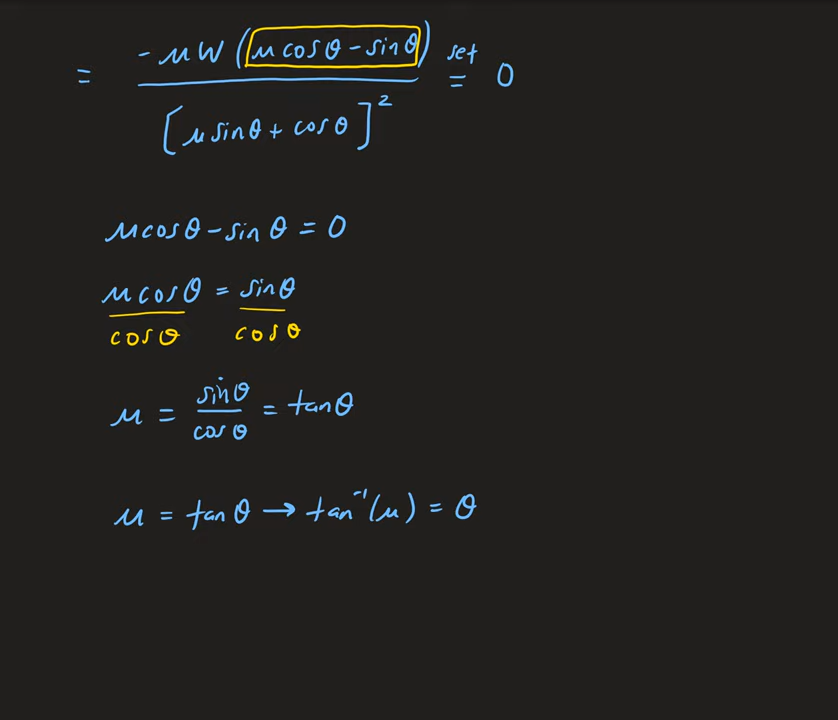 = -μW(μcosθ - sinθ) / [μsinθ + cosθ]² set = 0
μcosθ - sinθ = 0
μcosθ / cosθ = sinθ / cosθ
μ = sinθ / cosθ = tanθ
μ = tanθ → tan⁻¹(μ) = θ